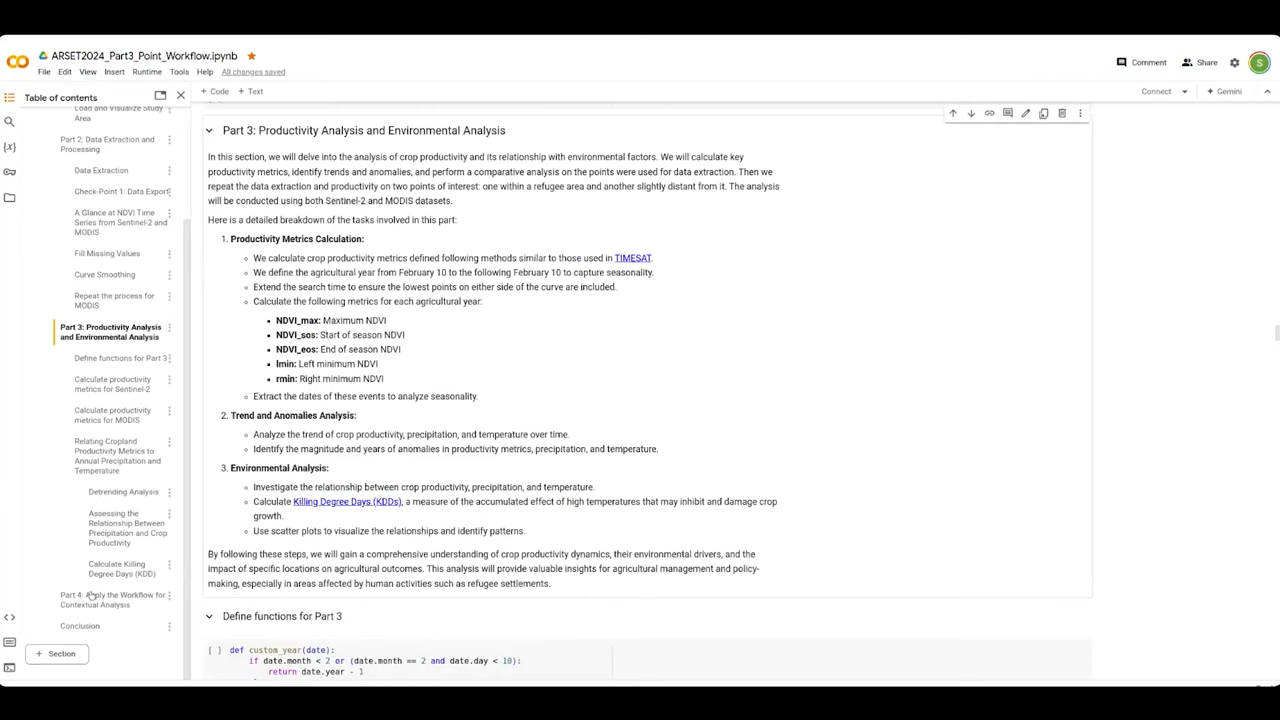 ARSET2024_Part3_Point_Workflow.ipynb
File Edit View Insert Runtime Tools Help All changes saved
Comment Share S
Table of contents
+ Code + Text
Connect Gemini
Load and Visualize Study
Area
Part 2: Data Extraction and
Processing
Data Extraction
Check-Point 1: Data Export
A Glance at NDVI Time
Series from Sentinel-2 and
MODIS
Fill Missing Values
Curve Smoothing
Repeat the process for
MODIS
Part 3: Productivity Analysis
and Environmental Analysis
Define functions for Part 3
Calculate productivity
metrics for Sentinel-2
Calculate productivity
metrics for MODIS
Relating Cropland
Productivity Metrics to
Annual Precipitation and
Temperature
Detrending Analysis
Assessing the
Relationship Between
Precipitation and Crop
Productivity
Calculate Killing
Degree Days (KDD)
Part 4: Apply the Workflow for
Contextual Analysis
Conclusion
+ Section
Part 3: Productivity Analysis and Environmental Analysis
In this section, we will delve into the analysis of crop productivity and its relationship with environmental factors. We will calculate key
productivity metrics, identify trends and anomalies, and perform a comparative analysis on the points were used for data extraction. Then we
repeat the data extraction and productivity on two points of interest: one within a refugee area and another slightly distant from it. The analysis
will be conducted using both Sentinel-2 and MODIS datasets.
Here is a detailed breakdown of the tasks involved in this part:
1. Productivity Metrics Calculation:
We calculate crop productivity metrics defined following methods similar to those used in TIMESAT.
We define the agricultural year from February 10 to the following February 10 to capture seasonality.
Extend the search time to ensure the lowest points on either side of the curve are included.
Calculate the following metrics for each agricultural year:
NDVI_max: Maximum NDVI
NDVI_sos: Start of season NDVI
NDVI_eos: End of season NDVI
lmin: Left minimum NDVI
rmin: Right minimum NDVI
Extract the dates of these events to analyze seasonality.
2. Trend and Anomalies Analysis:
Analyze the trend of crop productivity, precipitation, and temperature over time.
Identify the magnitude and years of anomalies in productivity metrics, precipitation, and temperature.
3. Environmental Analysis:
Investigate the relationship between crop productivity, precipitation, and temperature.
Calculate Killing Degree Days (KDDs), a measure of the accumulated effect of high temperatures that may inhibit and damage crop
growth.
Use scatter plots to visualize the relationships and identify patterns.
By following these steps, we will gain a comprehensive understanding of crop productivity dynamics, their environmental drivers, and the
impact of specific locations on agricultural outcomes. This analysis will provide valuable insights for agricultural management and policy-
making, especially in areas affected by human activities such as refugee settlements.
Define functions for Part 3
[ ] def custom_year(date):
if date.month < 2 or (date.month == 2 and date.day < 10):
return date.year - 1